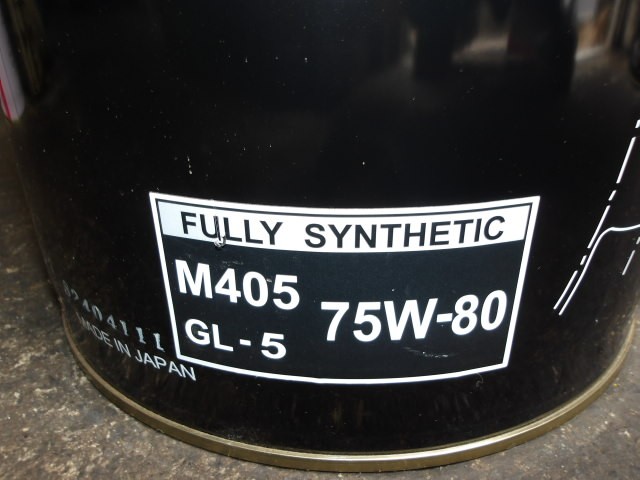 FULLY SYNTHETIC
M405
GL-5
75W-80
MADE IN JAPAN